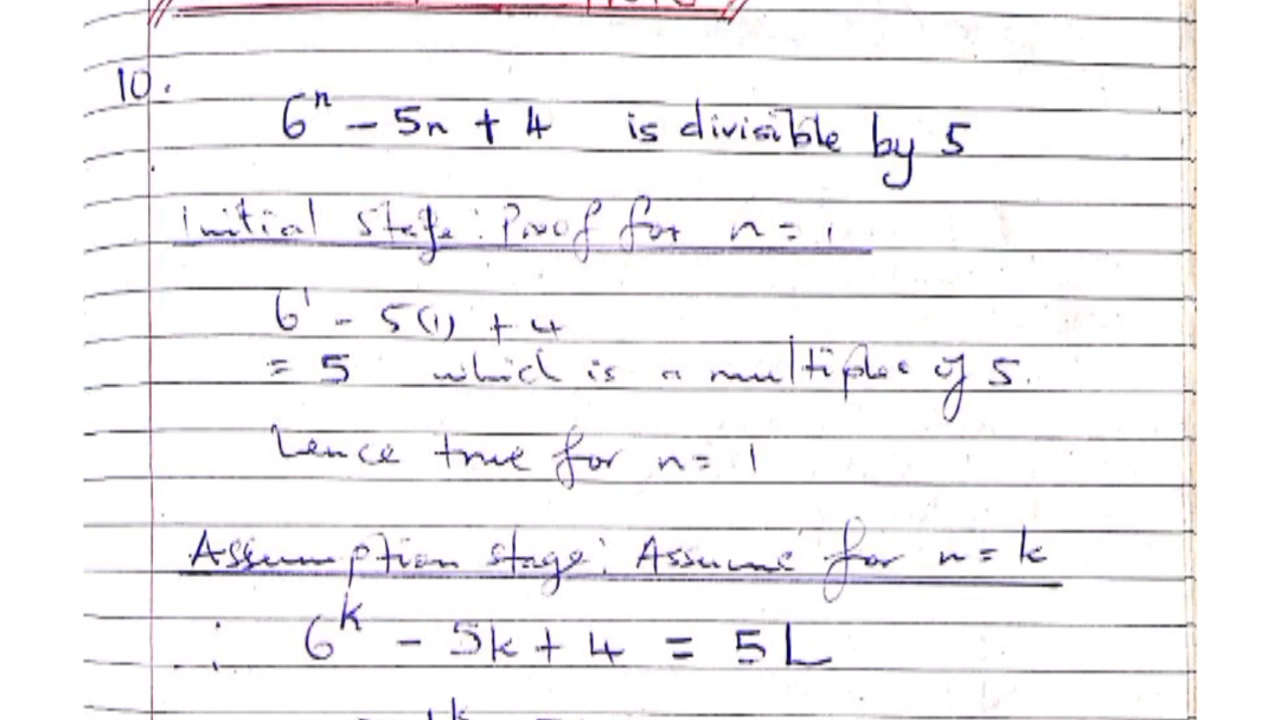 10.
6ⁿ - 5n + 4 is divisible by 5
Initial Stage: Proof for n = 1
6¹ - 5(1) + 4
= 5 which is a multiple of 5.
hence true for n = 1
Assumption stage: Assume for n = k
∴ 6ᵏ - 5k + 4 = 5L